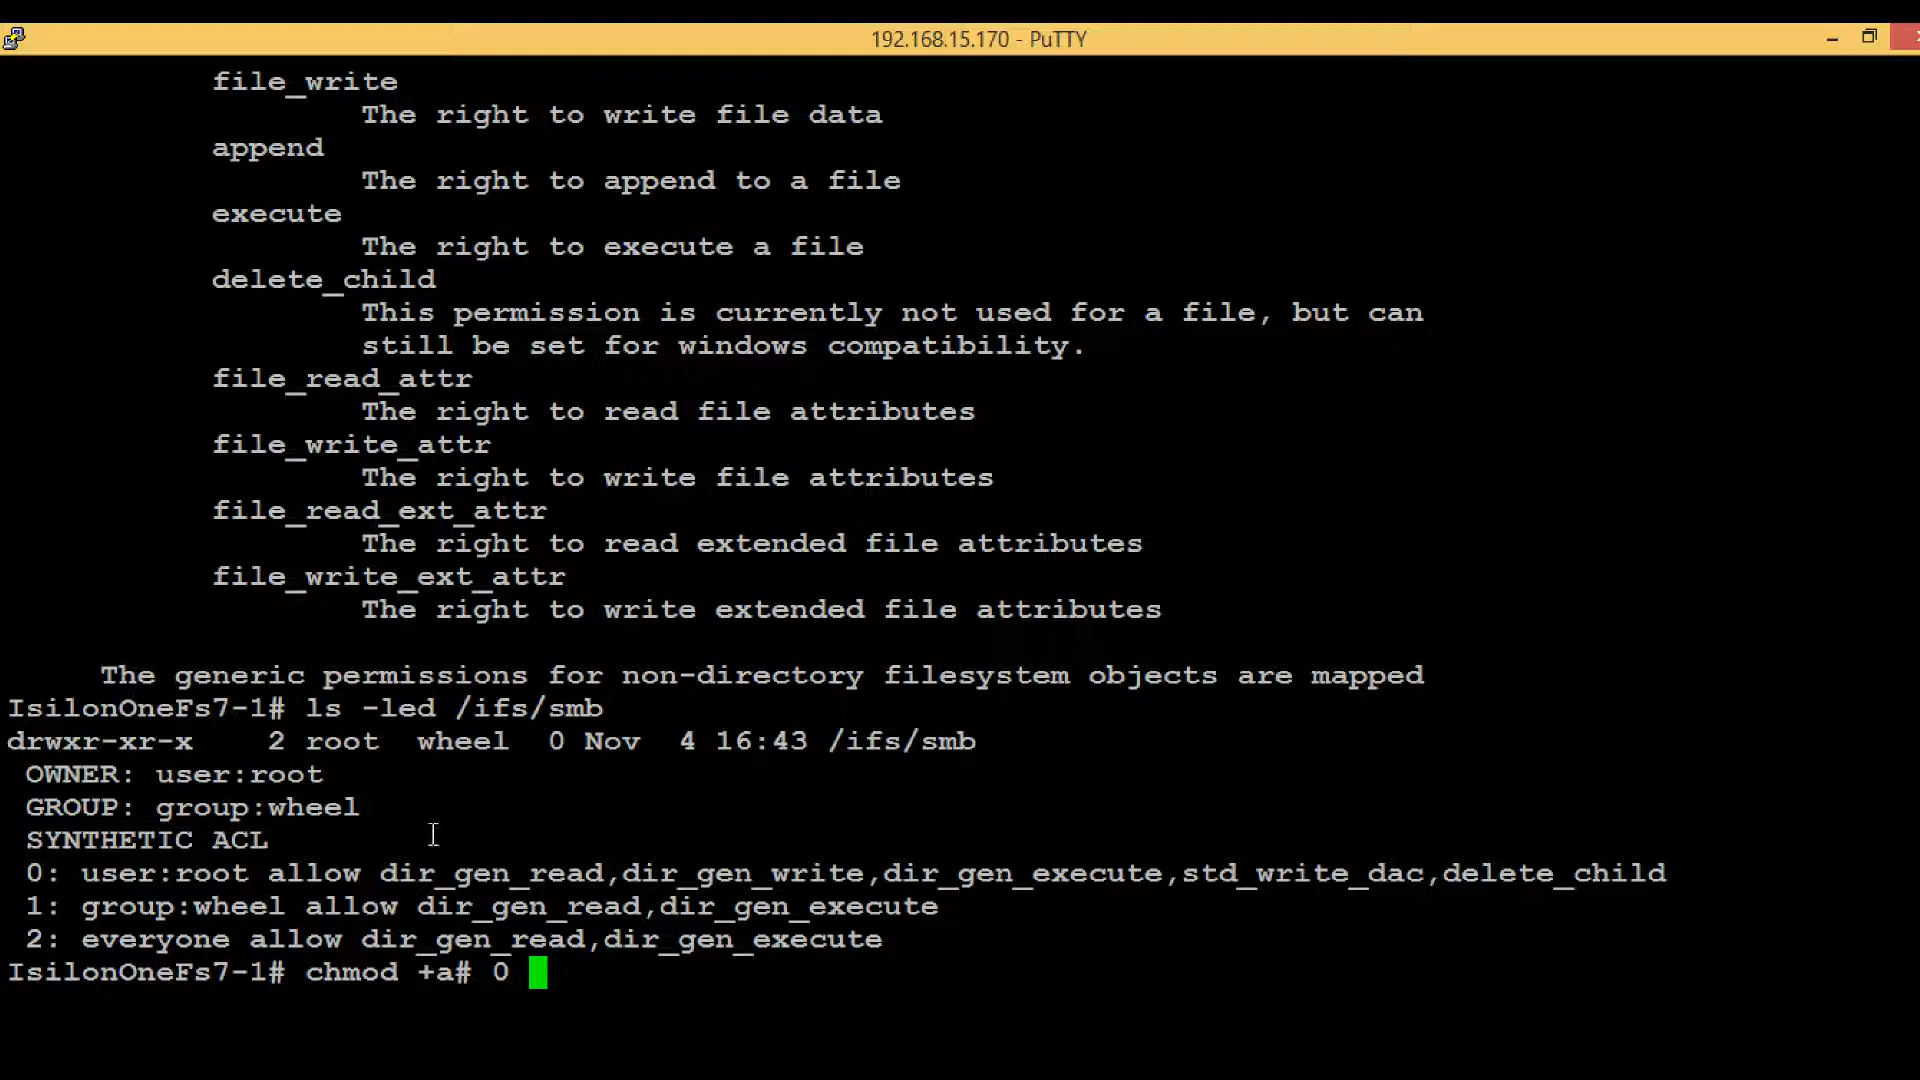 192.168.15.170 - PuTTY
file_write
The right to write file data
append
The right to append to a file
execute
The right to execute a file
delete_child
This permission is currently not used for a file, but can
still be set for windows compatibility.
file_read_attr
The right to read file attributes
file_write_attr
The right to write file attributes
file_read_ext_attr
The right to read extended file attributes
file_write_ext_attr
The right to write extended file attributes
The generic permissions for non-directory filesystem objects are mapped
IsilonOneFs7-1# ls -led /ifs/smb
drwxr-xr-x    2 root  wheel  0 Nov  4 16:43 /ifs/smb
OWNER: user:root
GROUP: group:wheel
SYNTHETIC ACL
0: user:root allow dir_gen_read,dir_gen_write,dir_gen_execute,std_write_dac,delete_child
1: group:wheel allow dir_gen_read,dir_gen_execute
2: everyone allow dir_gen_read,dir_gen_execute
IsilonOneFs7-1# chmod +a# 0